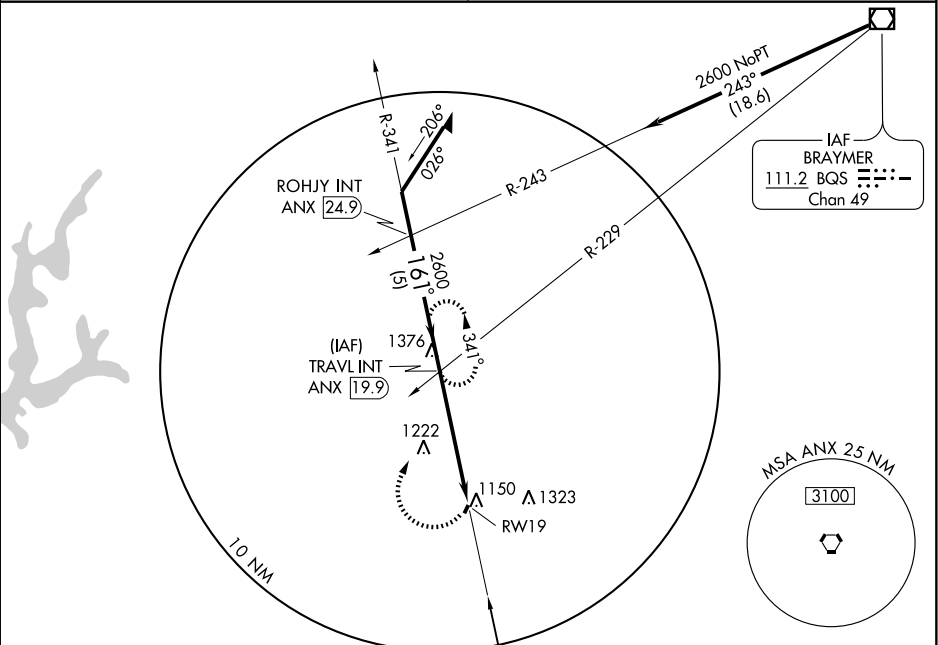 2600 NoPT
243°
(18.6)
IAF
BRAYMER
111.2 BQS
Chan 49
R-341
206°
026°
R-243
R-229
ROHJY INT
ANX 24.9
2600
161°
(5)
1376
341°
(IAF)
TRAVL INT
ANX 19.9
1222
1150
1323
RW19
10 NM
MSA ANX 25 NM
3100